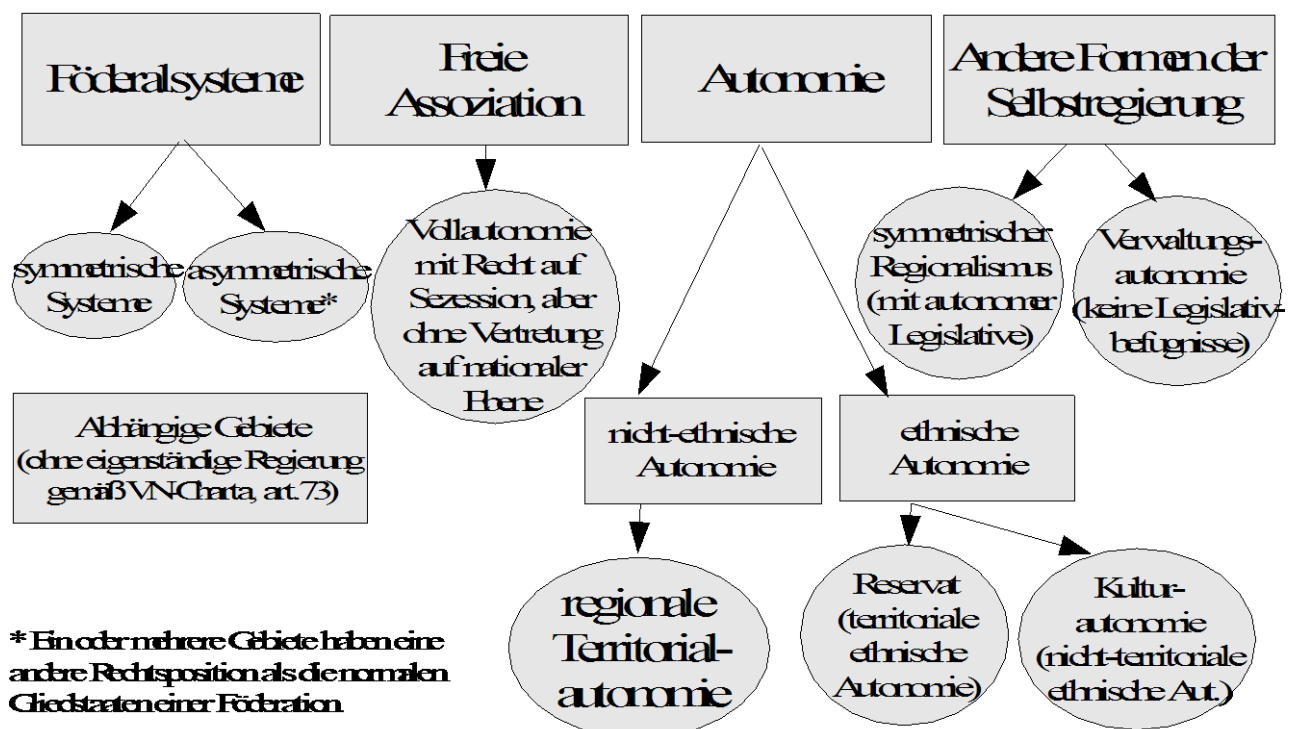 Föderalsysteme
Freie
Assoziation
Autonomie
Andere Formen der
Selbstregierung
symmetrische
Systeme
asymmetrische
Systeme*
Vollautonomie
mit Recht auf
Sezession, aber
ohne Vertretung
auf nationaler
Ebene
symmetrischer
Regionalismus
(mit autonomer
Legislative)
Verwaltungs-
autonomie
(keine Legislativ-
befugnisse)
Abhängige Gebiete
(ohne eigenständige Regierung
gemäß VN-Charta, art. 73)
nicht-ethnische
Autonomie
ethnische
Autonomie
regionale
Territorial-
autonomie
Reservat
(territoriale
ethnische
Autonomie)
Kultur-
autonomie
(nicht-territoriale
ethnische Aut.)
* Ein oder mehrere Gebiete haben eine
andere Rechtsposition als die normalen
Gliedstaaten einer Föderation